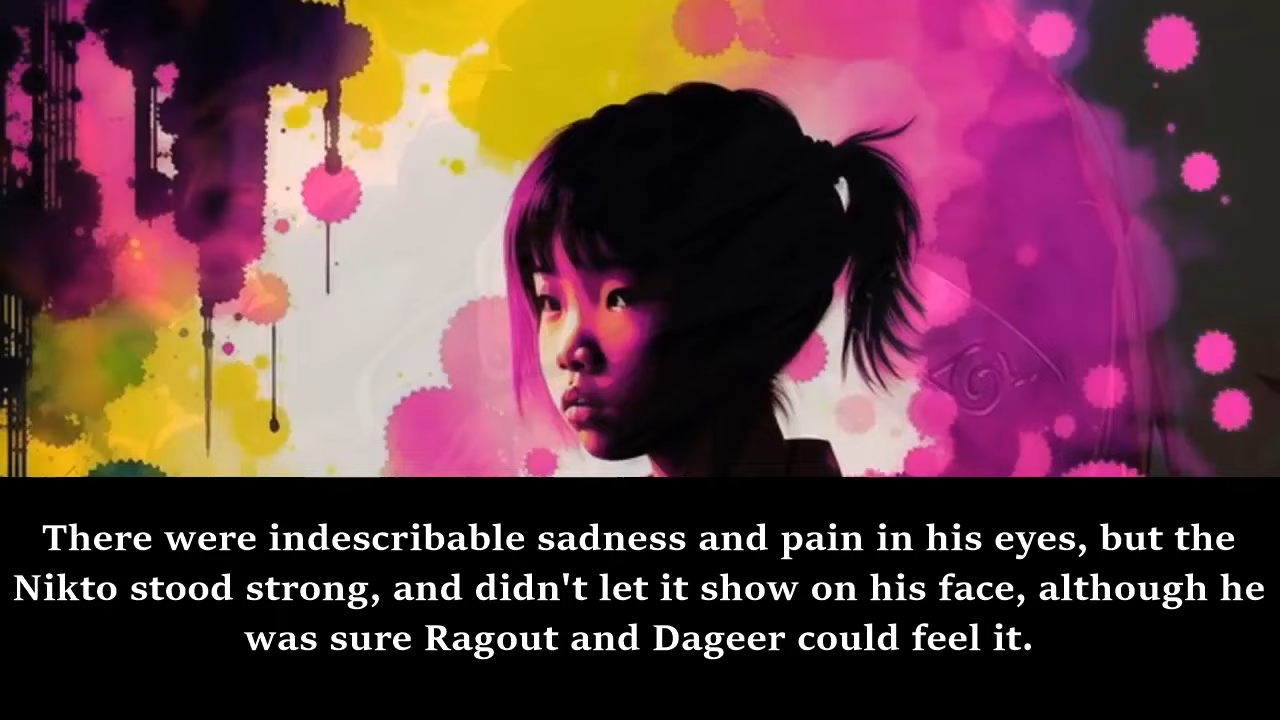 There were indescribable sadness and pain in his eyes, but the
Nikto stood strong, and didn't let it show on his face, although he
was sure Ragout and Dageer could feel it.